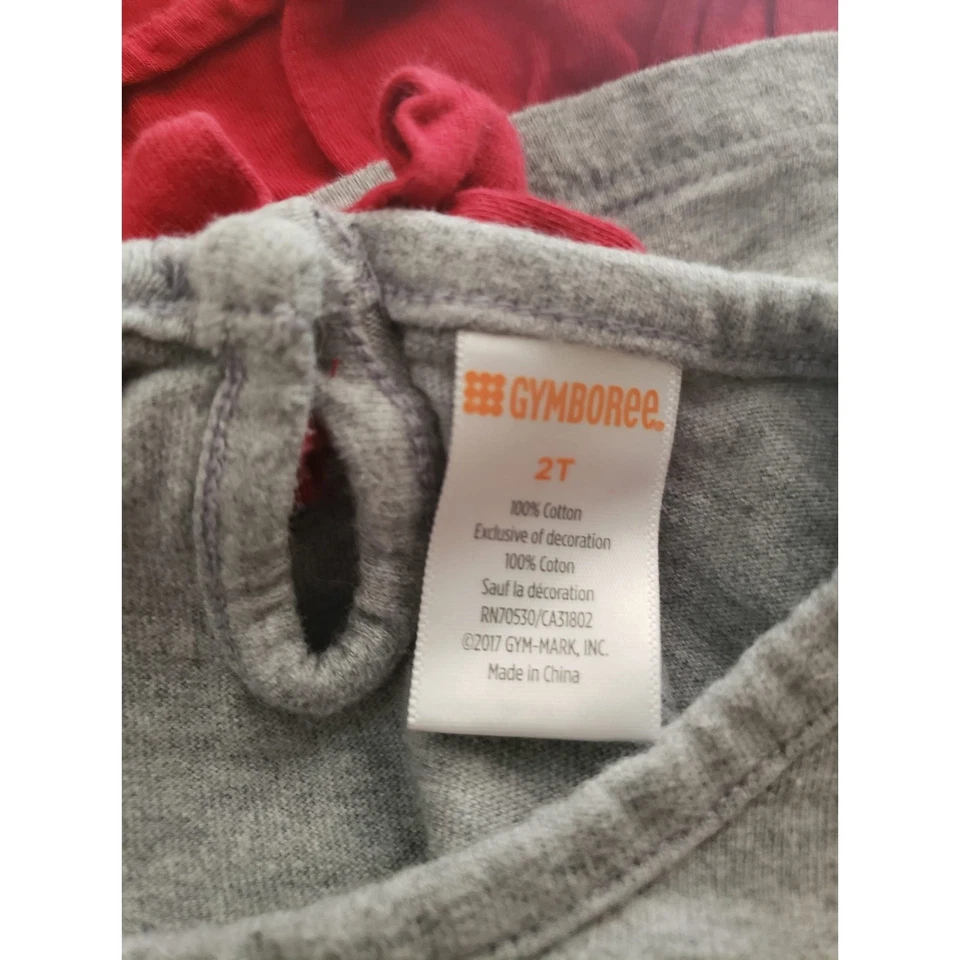 GYMBOREE
2T
100% Cotton
Exclusive of decoration
100% Coton
Sauf la décoration
RN70530/CA31802
©2017 GYM-MARK, INC.
Made in China